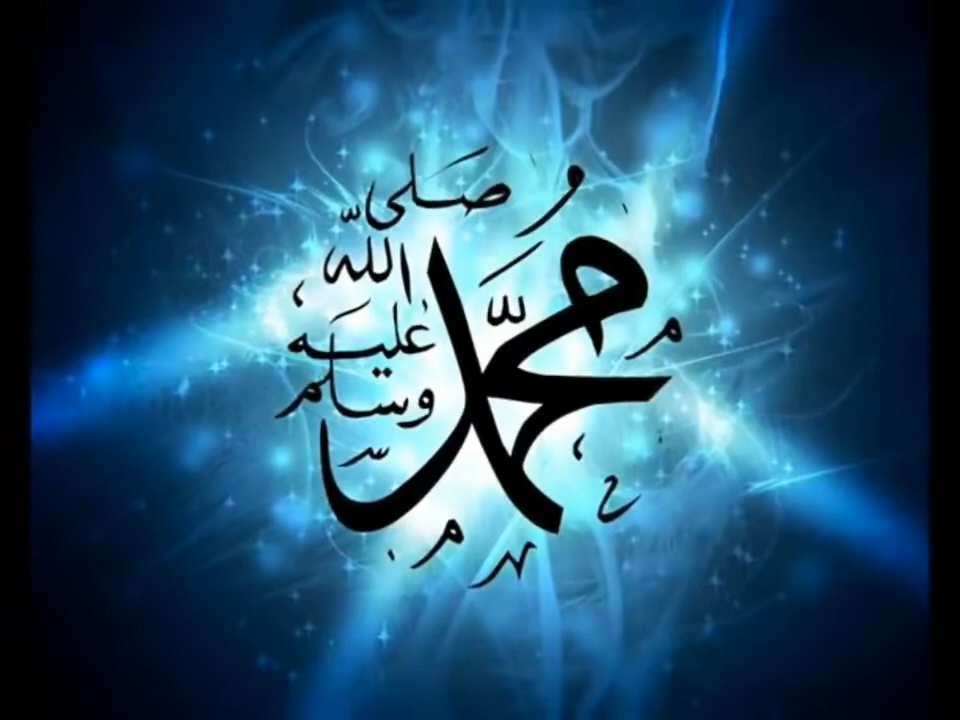 محمد
صلى
الله
عليه
وسلم